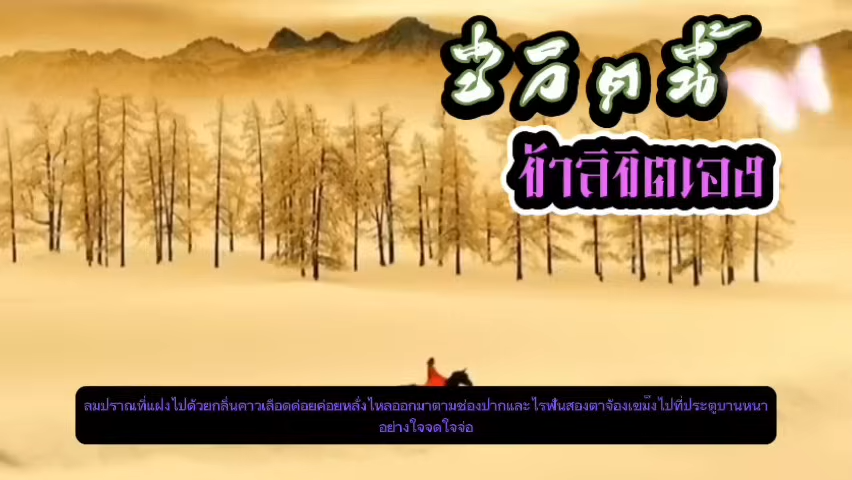 ชีวิตนี้
ข้าลิขิตเอง
ลมปราณที่แฝงไปด้วยกลิ่นคาวเลือดค่อยค่อยหลั่งไหลออกมาตามช่องปากและไรฟันสองตาจ้องเขม็งไปที่ประตูบานหนา
อย่างใจจดใจจ่อ